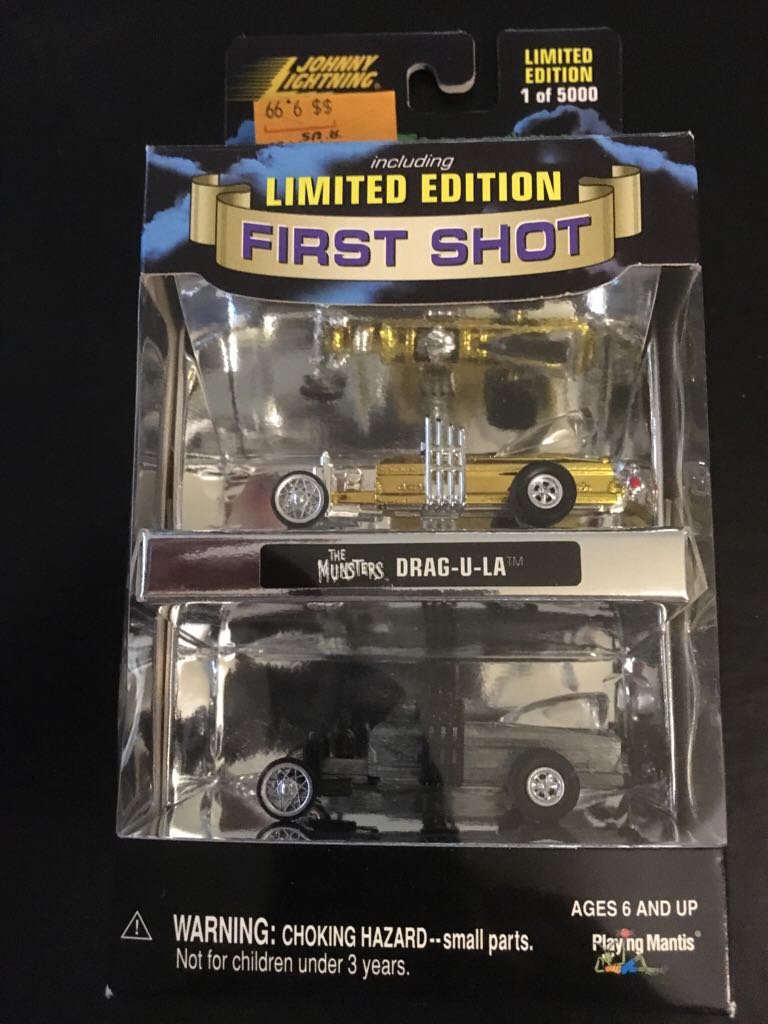 JOHNNY
LIGHTNING
LIMITED
EDITION
1 of 5000
66*6 $$
including
LIMITED EDITION
FIRST SHOT
THE
MUNSTERS DRAG-U-LA™
AGES 6 AND UP
WARNING: CHOKING HAZARD--small parts.
Not for children under 3 years.
Playing Mantis®